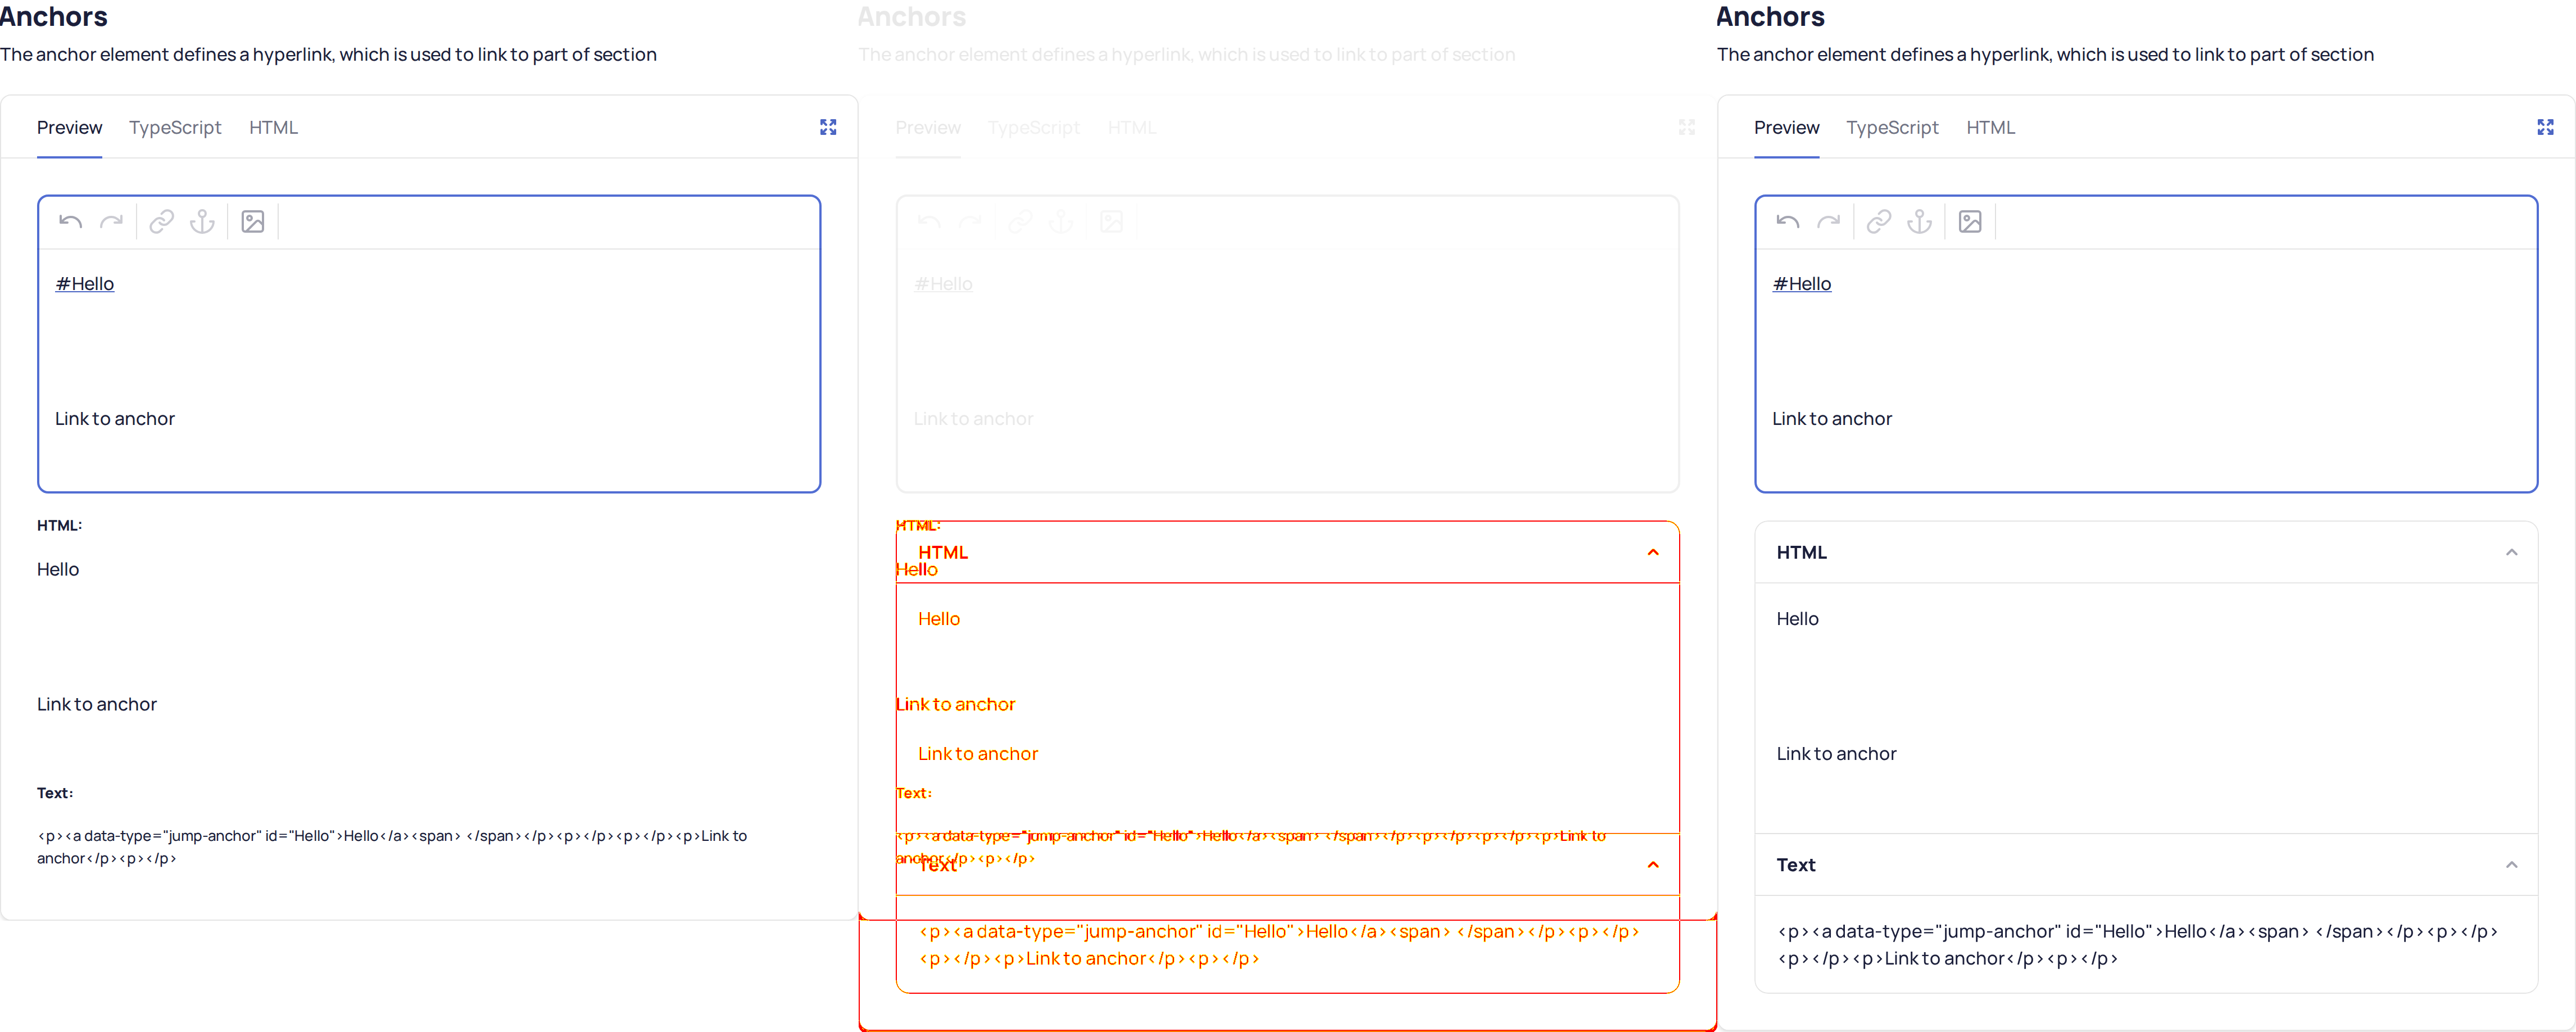 Anchors
The anchor element defines a hyperlink, which is used to link to part of section
Preview TypeScript HTML
#Hello
Link to anchor
HTML:
Hello
Link to anchor
Text:
<p><a data-type="jump-anchor" id="Hello">Hello</a><span> </span></p><p></p><p></p><p>Link to
anchor</p><p></p>
Anchors
The anchor element defines a hyperlink, which is used to link to part of section
Preview TypeScript HTML
#Hello
Link to anchor
HTML:
HTML
Hello
Hello
Link to anchor
Link to anchor
Text:
<p><a data-type="jump-anchor" id="Hello">Hello</a><span> </span></p><p></p><p></p><p>Link to
anchor</p><p></p>
Text
<p><a data-type="jump-anchor" id="Hello">Hello</a><span> </span></p><p></p>
<p></p><p>Link to anchor</p><p></p>
Anchors
The anchor element defines a hyperlink, which is used to link to part of section
Preview TypeScript HTML
#Hello
Link to anchor
HTML
Hello
Link to anchor
Text
<p><a data-type="jump-anchor" id="Hello">Hello</a><span> </span></p><p></p>
<p></p><p>Link to anchor</p><p></p>